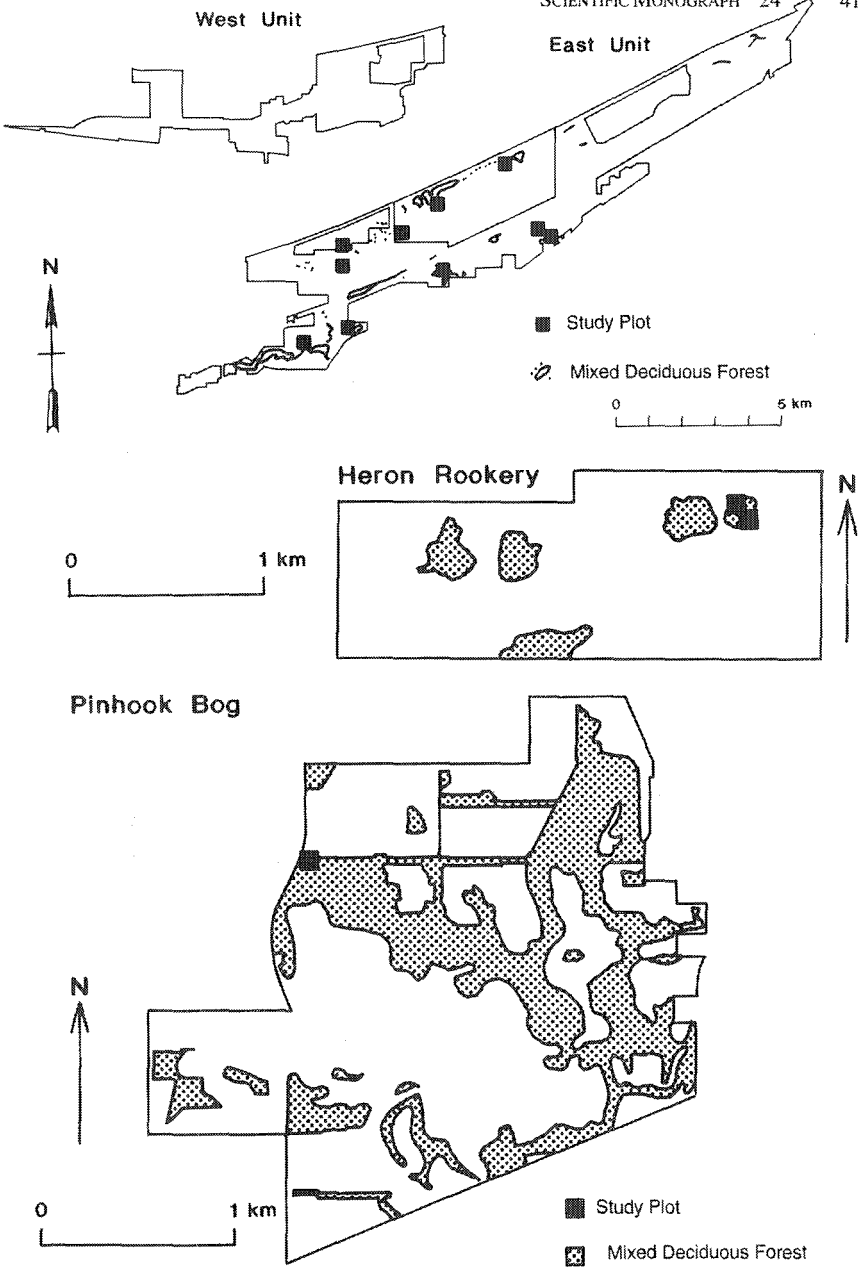 SCIENTIFIC MONOGRAPH 24 41
West Unit
East Unit
N
Study Plot
Mixed Deciduous Forest
0 5 km
Heron Rookery
N
0 1 km
Pinhook Bog
N
0 1 km
Study Plot
Mixed Deciduous Forest